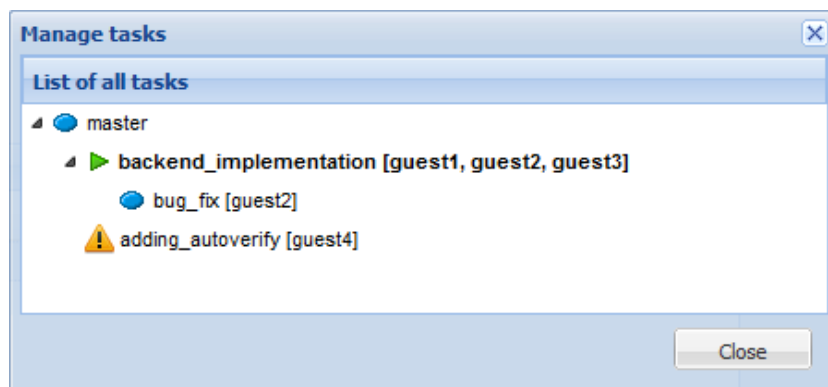 Manage tasks
List of all tasks
master
backend_implementation [guest1, guest2, guest3]
bug_fix [guest2]
adding_autoverify [guest4]
Close